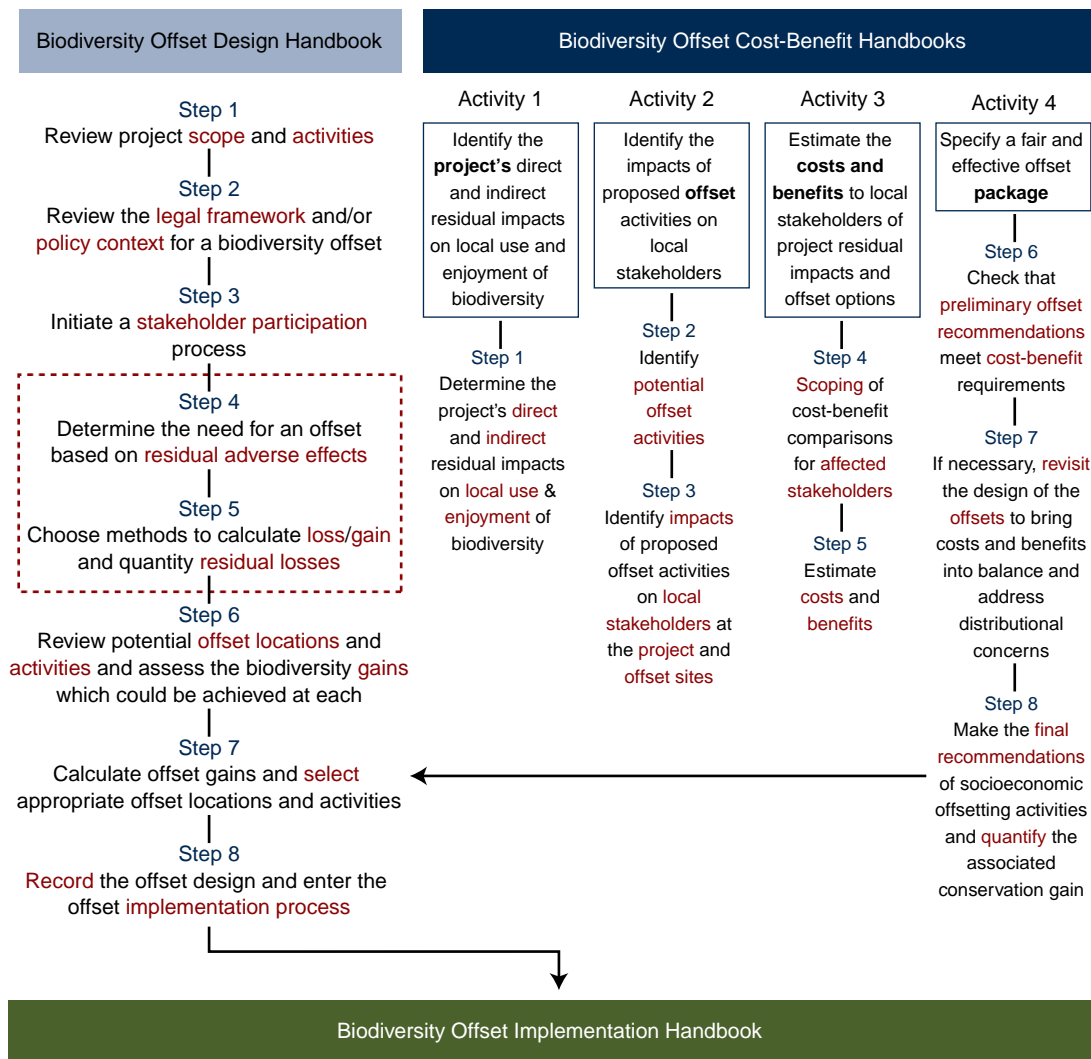 Biodiversity Offset Design Handbook
Step 1
Review project scope and activities
Step 2
Review the legal framework and/or
policy context for a biodiversity offset
Step 3
Initiate a stakeholder participation
process
Step 4
Determine the need for an offset
based on residual adverse effects
Step 5
Choose methods to calculate loss/gain
and quantity residual losses
Step 6
Review potential offset locations and
activities and assess the biodiversity gains
which could be achieved at each
Step 7
Calculate offset gains and select
appropriate offset locations and activities
Step 8
Record the offset design and enter the
offset implementation process
Biodiversity Offset Cost-Benefit Handbooks
Activity 1
Identify the
project's direct
and indirect
residual impacts
on local use and
enjoyment of
biodiversity
Step 1
Determine the
project's direct
and indirect
residual impacts
on local use &
enjoyment of
biodiversity
Activity 2
Identify the
impacts of
proposed offset
activities on
local
stakeholders
Step 2
Identify
potential
offset
activities
Step 3
Identify impacts
of proposed
offset activities
on local
stakeholders at
the project and
offset sites
Activity 3
Estimate the
costs and
benefits to local
stakeholders of
project residual
impacts and
offset options
Step 4
Scoping of
cost-benefit
comparisons
for affected
stakeholders
Step 5
Estimate
costs and
benefits
Activity 4
Specify a fair and
effective offset
package
Step 6
Check that
preliminary offset
recommendations
meet cost-benefit
requirements
Step 7
If necessary, revisit
the design of the
offsets to bring
costs and benefits
into balance and
address
distributional
concerns
Step 8
Make the final
recommendations
of socioeconomic
offsetting activities
and quantify the
associated
conservation gain
Biodiversity Offset Implementation Handbook